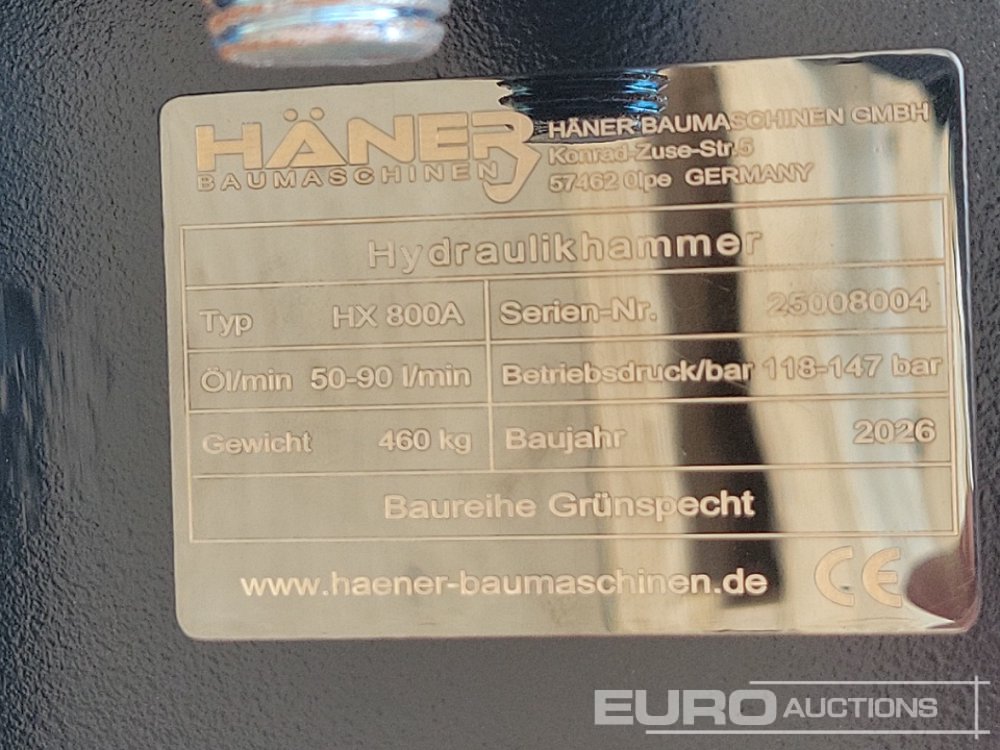 HÄNER
BAUMASCHINEN
HÄNER BAUMASCHINEN GMBH
Konrad-Zuse-Str.5
57462 Olpe GERMANY
Hydraulikhammer
Typ HX 800A Serien-Nr. 25008004
Öl/min 50-90 l/min Betriebsdruck/bar 118-147 bar
Gewicht 460 kg Baujahr 2026
Baureihe Grünspecht
www.haener-baumaschinen.de CE
EURO AUCTIONS